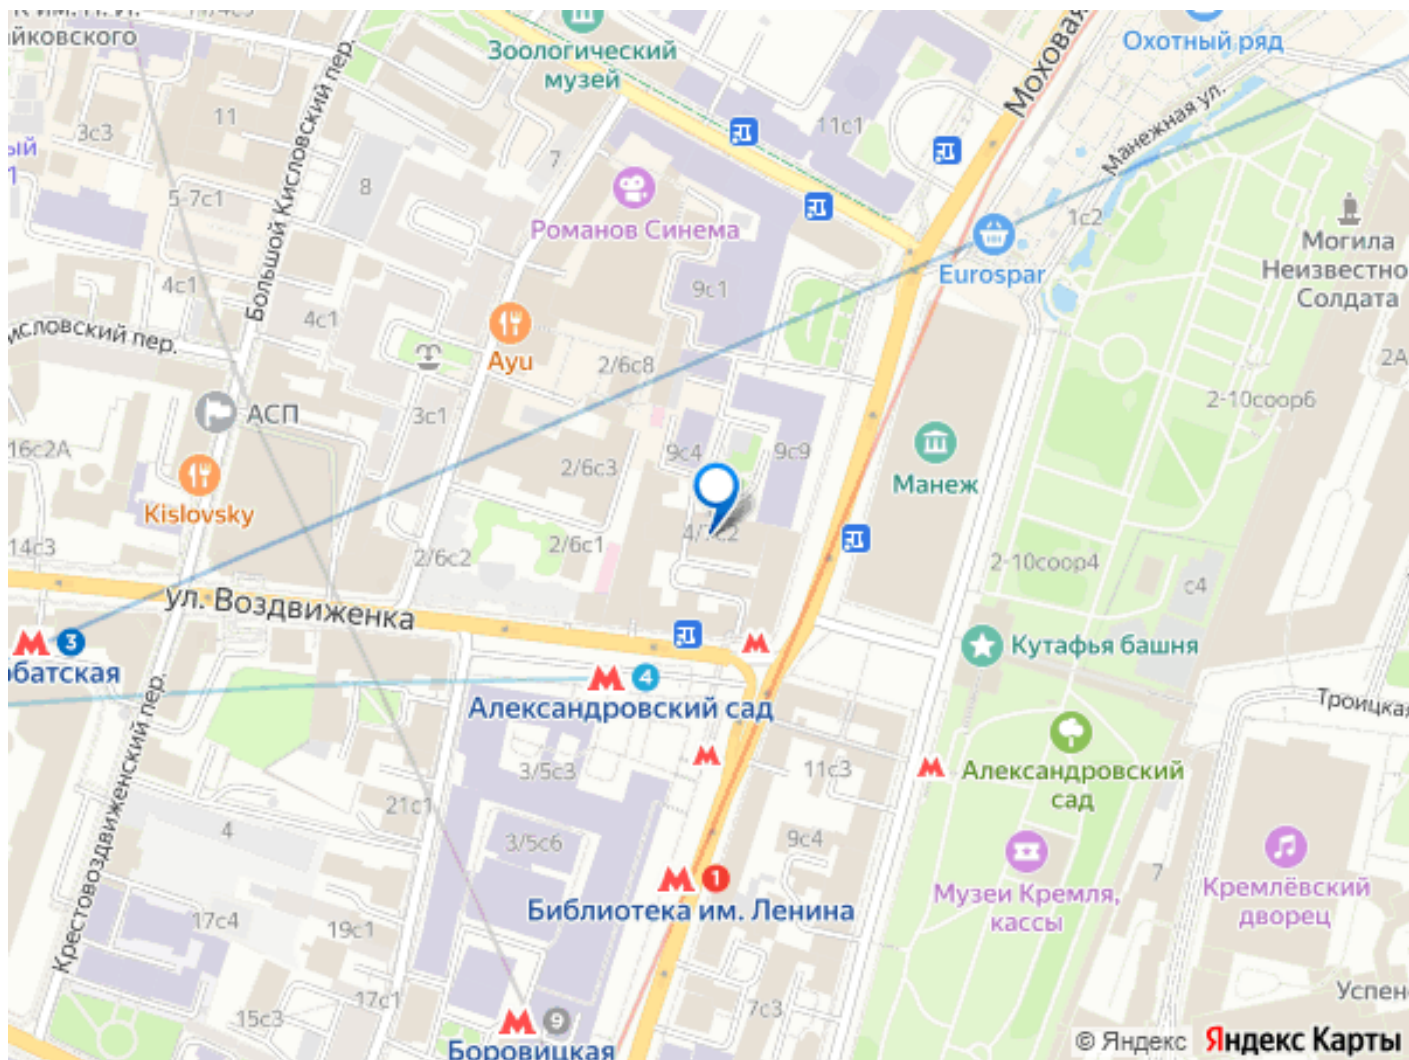 йковского
Зоологический
музей
Охотный ряд
Моховая
Манежная ул.
Большой Кисловский пер.
3с3
11
7
11с1
8
5-7с1
1
Романов Синема
1с2
Eurospar
Могила
Неизвестно
Солдата
4с1
4с1
9с1
исловский пер.
Ayu
2/6с8
2А
2-10соор6
АСП
3с1
16с2А
9с4
9с9
2/6с3
Манеж
Kislovsky
14с3
2/6с2
2/6с1
4/7с2
2-10соор4
с4
ул. Воздвиженка
3
рбатская
4
Александровский сад
Кутафья башня
Троицкая
Крестовоздвиженский пер.
3/5с3
11с3
Александровский
сад
21с1
4
3/5с6
9с4
1
Библиотека им. Ленина
Музеи Кремля,
кассы
7
Кремлёвский
дворец
17с4
19с1
17с1
15с3
9
Боровицкая
7с3
Успен
© Яндекс Яндекс Карты